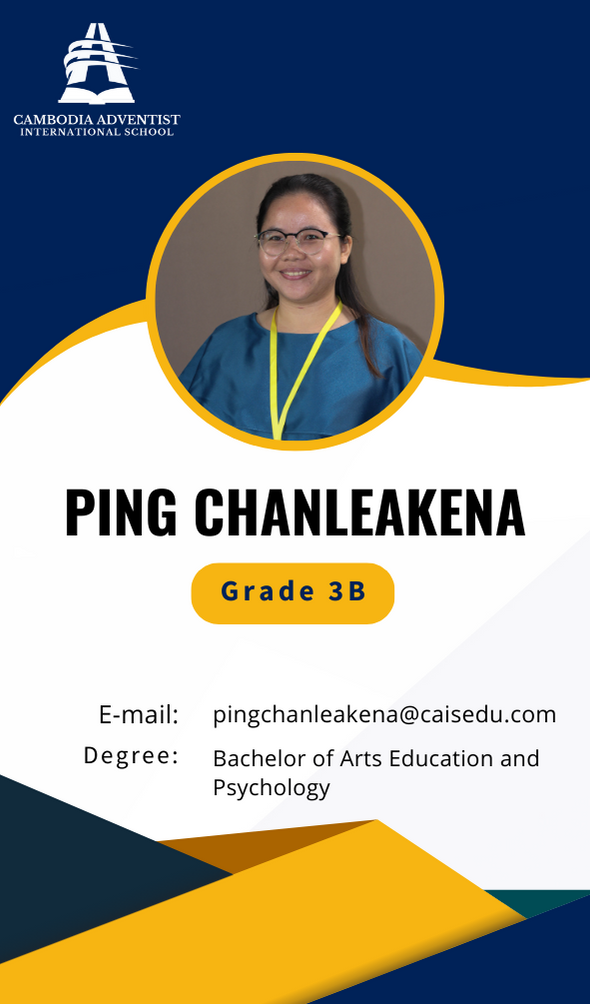 CAMBODIA ADVENTIST
INTERNATIONAL SCHOOL
PING CHANLEAKENA
Grade 3B
E-mail: pingchanleakena@caisedu.com
Degree: Bachelor of Arts Education and
Psychology